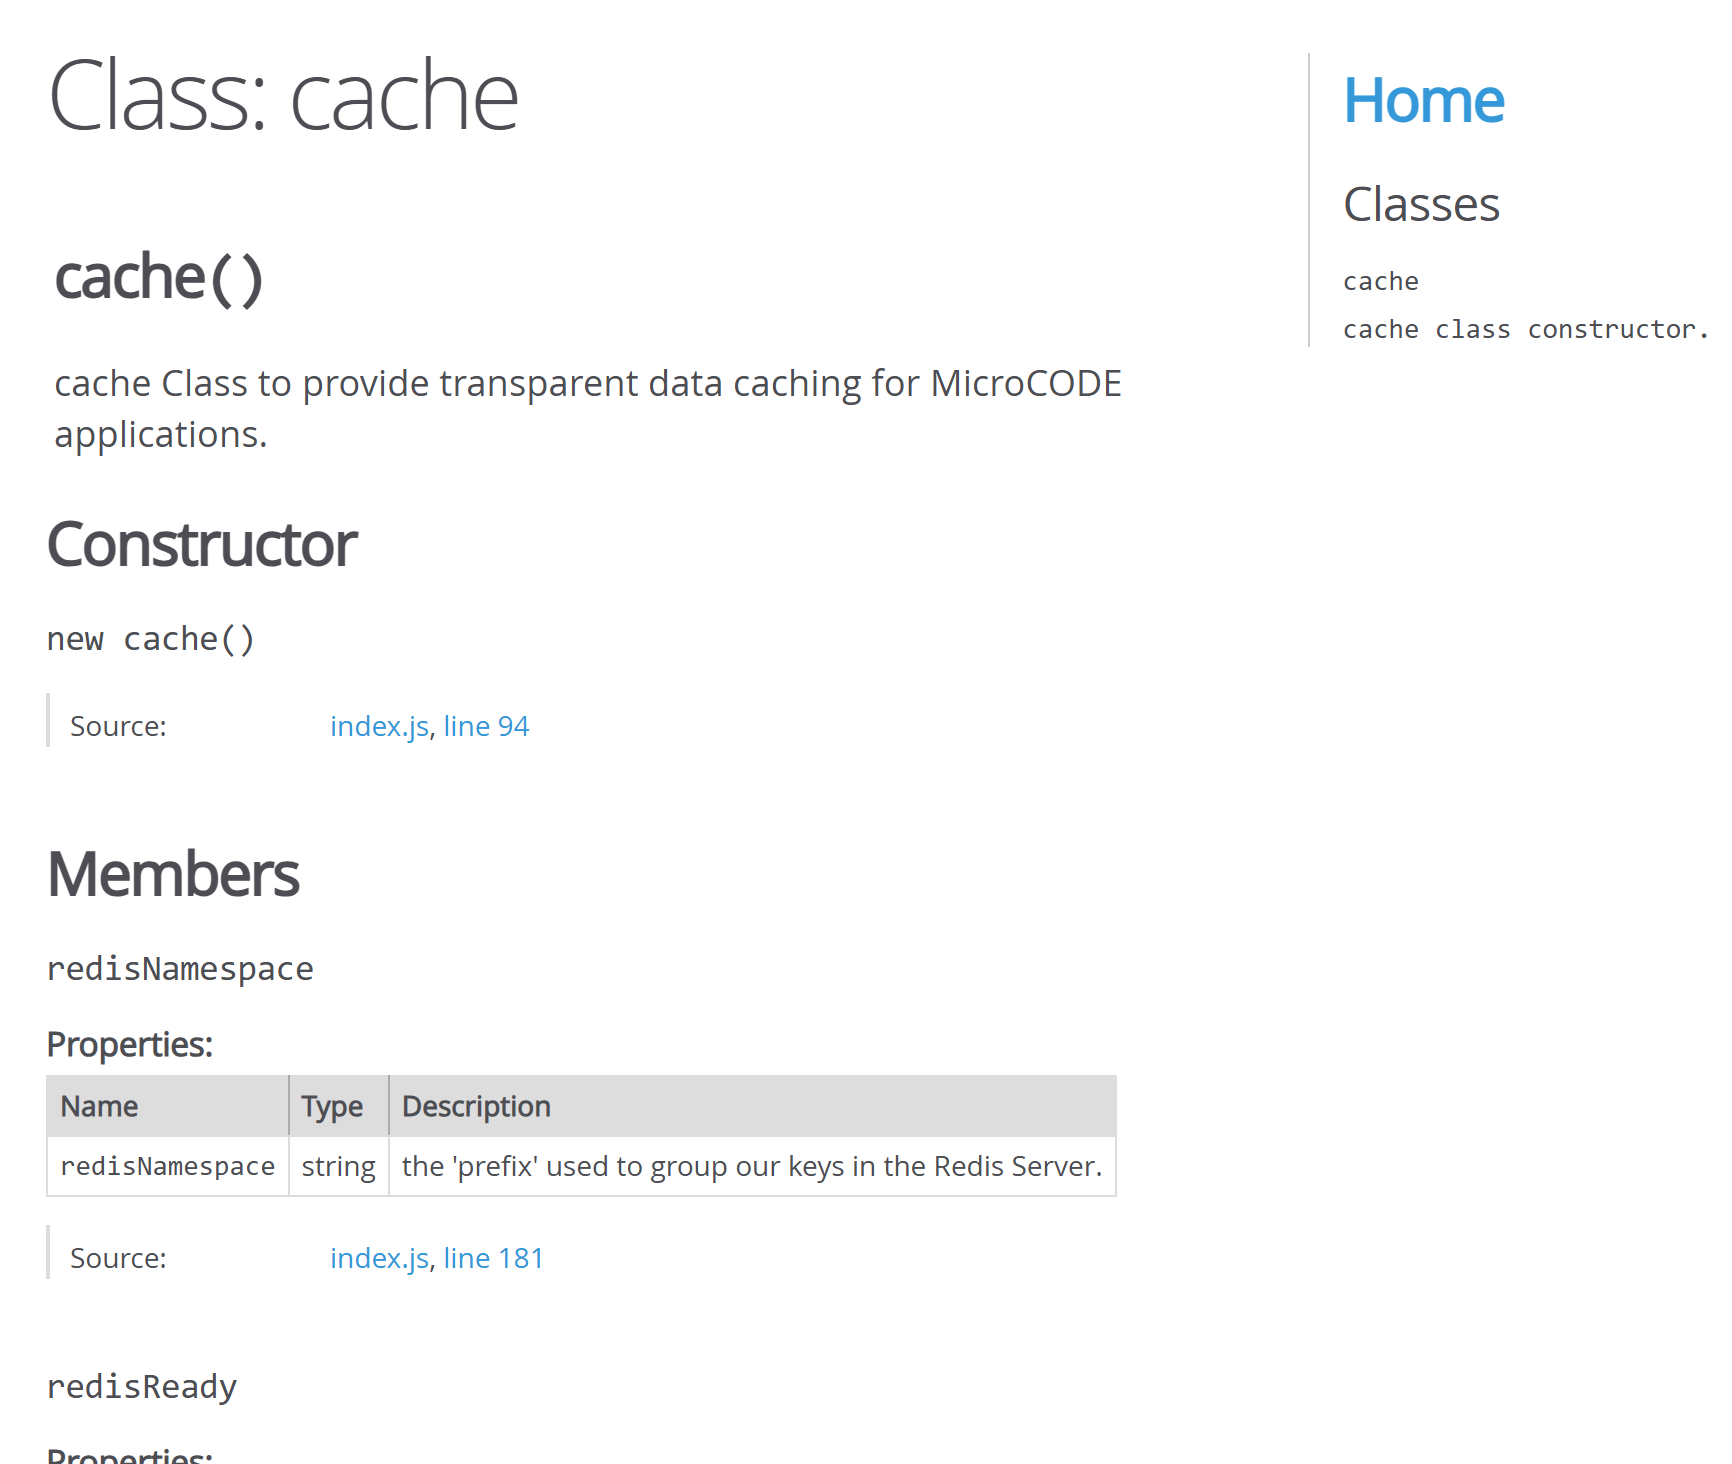 Class: cache
cache()
cache Class to provide transparent data caching for MicroCODE
applications.
Constructor
new cache()
Source: index.js, line 94
Members
redisNamespace
Properties:
Name Type Description
redisNamespace string the 'prefix' used to group our keys in the Redis Server.
Source: index.js, line 181
redisReady
Properties:
Home
Classes
cache
cache class constructor.